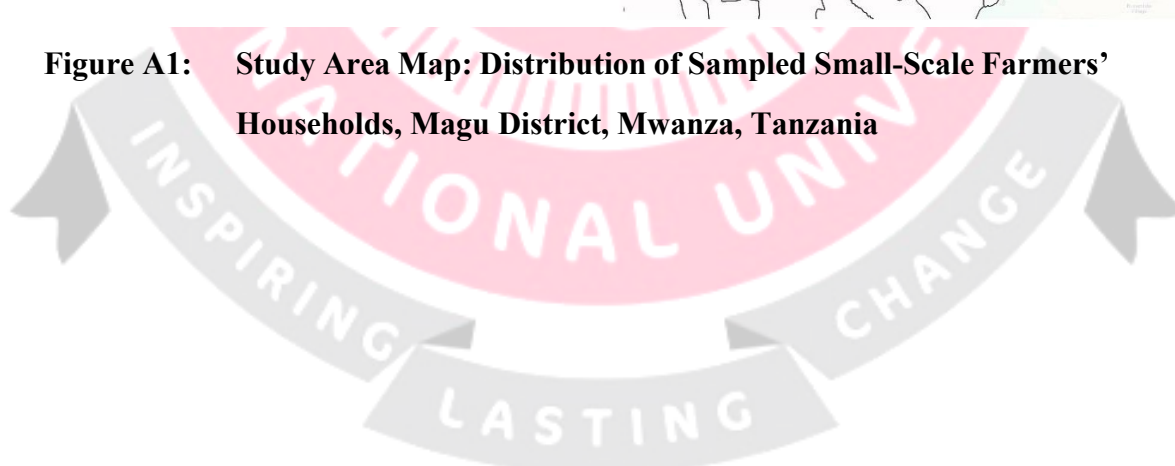 Figure A1: Study Area Map: Distribution of Sampled Small-Scale Farmers’
Households, Magu District, Mwanza, Tanzania
NATIONAL UNIVE
INSPIRING
LASTING
CHANGE